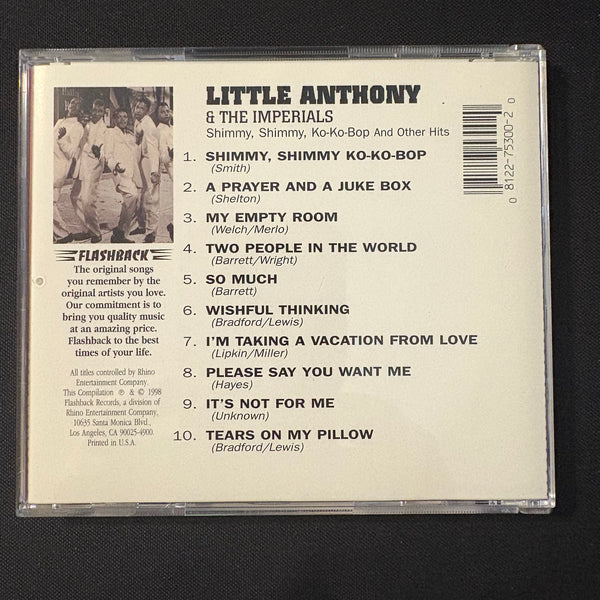 LITTLE ANTHONY
& THE IMPERIALS
Shimmy, Shimmy, Ko-Ko-Bop And Other Hits
1. SHIMMY, SHIMMY KO-KO-BOP
(Smith)
2. A PRAYER AND A JUKE BOX
(Shelton)
3. MY EMPTY ROOM
(Welch/Merlo)
4. TWO PEOPLE IN THE WORLD
(Barrett/Wright)
5. SO MUCH
(Barrett)
6. WISHFUL THINKING
(Bradford/Lewis)
7. I'M TAKING A VACATION FROM LOVE
(Lipkin/Miller)
8. PLEASE SAY YOU WANT ME
(Hayes)
9. IT'S NOT FOR ME
(Unknown)
10. TEARS ON MY PILLOW
(Bradford/Lewis)
0 8122-75300-2 0
FLASHBACK
The original songs
you remember by the
original artists you love.
Our commitment is to
bring you quality music
at an amazing price.
Flashback to the best
times of your life.
All titles controlled by Rhino
Entertainment Company.
This Compilation ℗ & © 1998
Flashback Records, a division of
Rhino Entertainment Company,
10635 Santa Monica Blvd.,
Los Angeles, CA 90025-4900.
Printed in U.S.A.